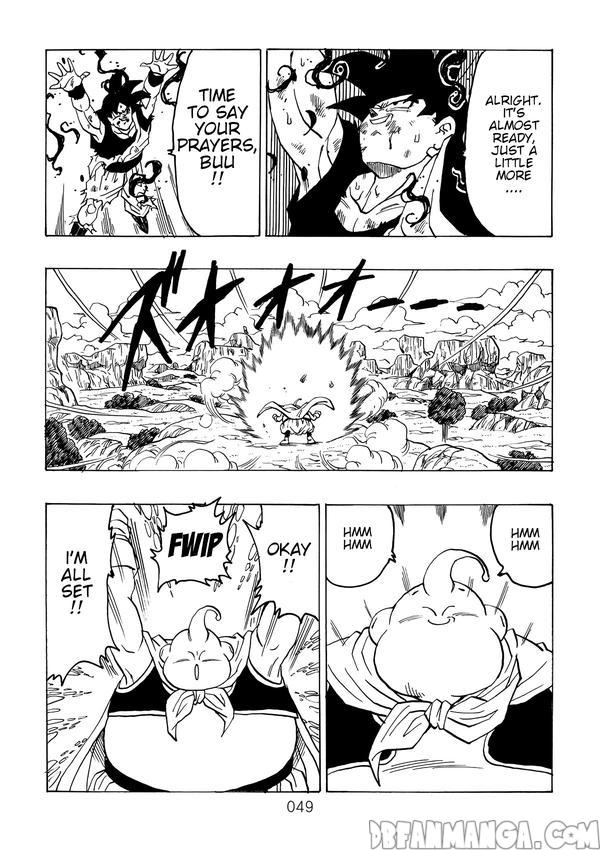 ALRIGHT.
IT'S
ALMOST
READY,
JUST A
LITTLE
MORE
....
TIME
TO SAY
YOUR
PRAYERS,
BUU
!!
ズオオオーーー
HMM
HMM
HMM
HMM
OKAY
!!
FWIP
I'M
ALL
SET
!!
049
DBFANMANGA.COM